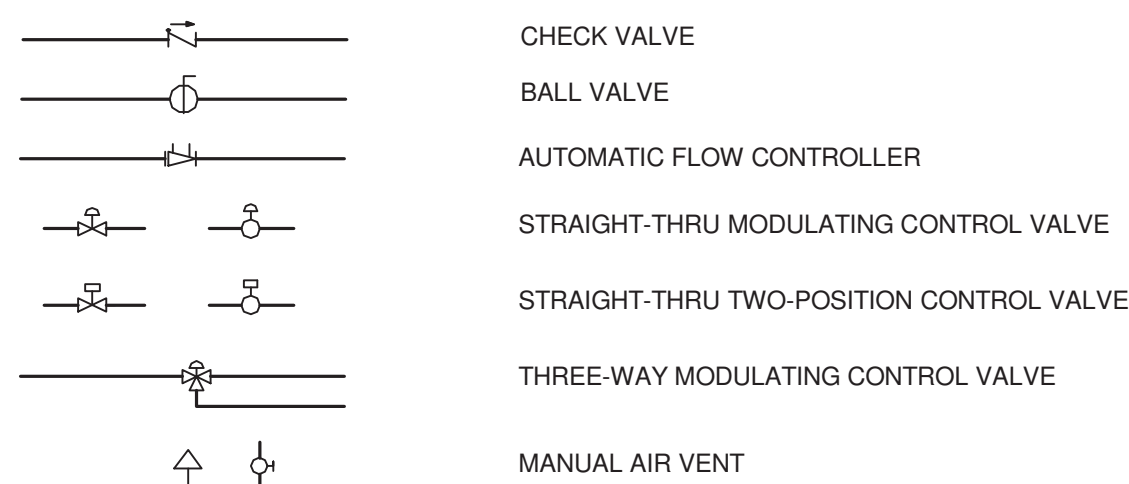 CHECK VALVE
BALL VALVE
AUTOMATIC FLOW CONTROLLER
STRAIGHT-THRU MODULATING CONTROL VALVE
STRAIGHT-THRU TWO-POSITION CONTROL VALVE
THREE-WAY MODULATING CONTROL VALVE
MANUAL AIR VENT